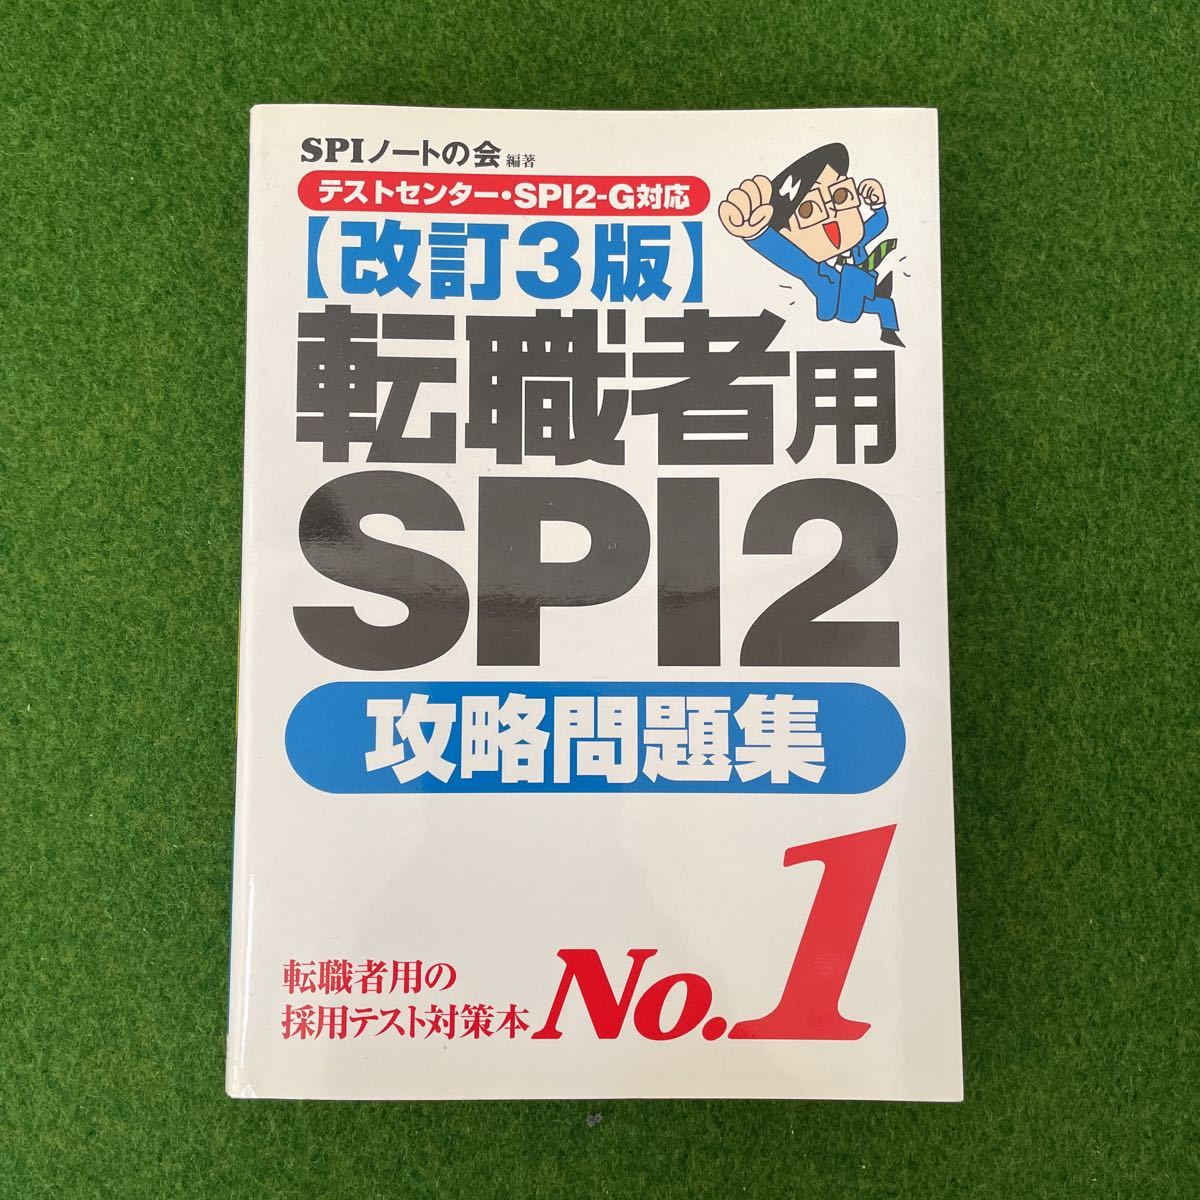 SPIノートの会 編著
テストセンター・SPI2-G対応
【改訂3版】
転職者用
SPI2
攻略問題集
転職者用の
採用テスト対策本
No.1